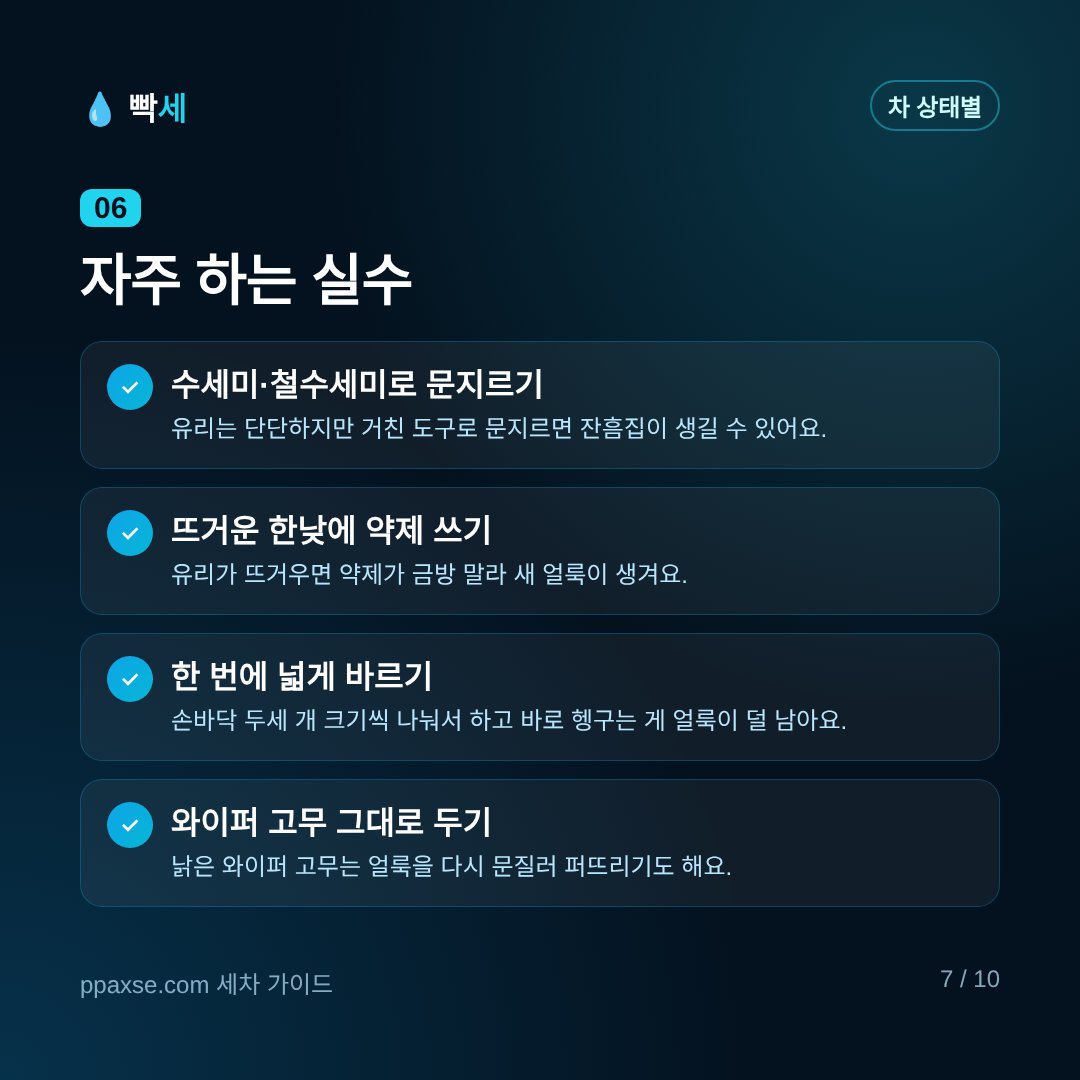 빡세
차 상태별
06
자주 하는 실수
수세미·철수세미로 문지르기
유리는 단단하지만 거친 도구로 문지르면 잔흠집이 생길 수 있어요.
뜨거운 한낮에 약제 쓰기
유리가 뜨거우면 약제가 금방 말라 새 얼룩이 생겨요.
한 번에 넓게 바르기
손바닥 두세 개 크기씩 나눠서 하고 바로 헹구는 게 얼룩이 덜 남아요.
와이퍼 고무 그대로 두기
낡은 와이퍼 고무는 얼룩을 다시 문질러 퍼뜨리기도 해요.
ppaxse.com 세차 가이드
7 / 10